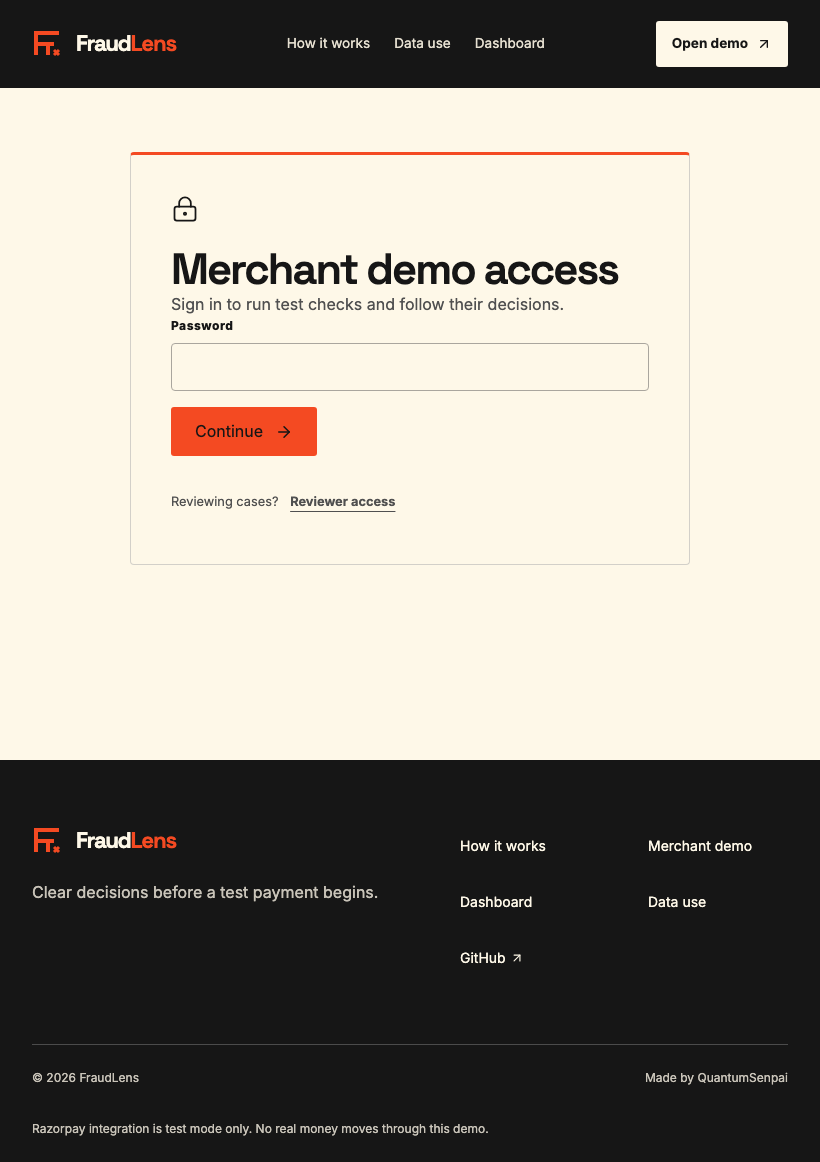 FraudLens
How it works
Data use
Dashboard
Open demo
Merchant demo access
Sign in to run test checks and follow their decisions.
Password
Continue
Reviewing cases? Reviewer access
FraudLens
Clear decisions before a test payment begins.
How it works
Merchant demo
Dashboard
Data use
GitHub
© 2026 FraudLens
Made by QuantumSenpai
Razorpay integration is test mode only. No real money moves through this demo.